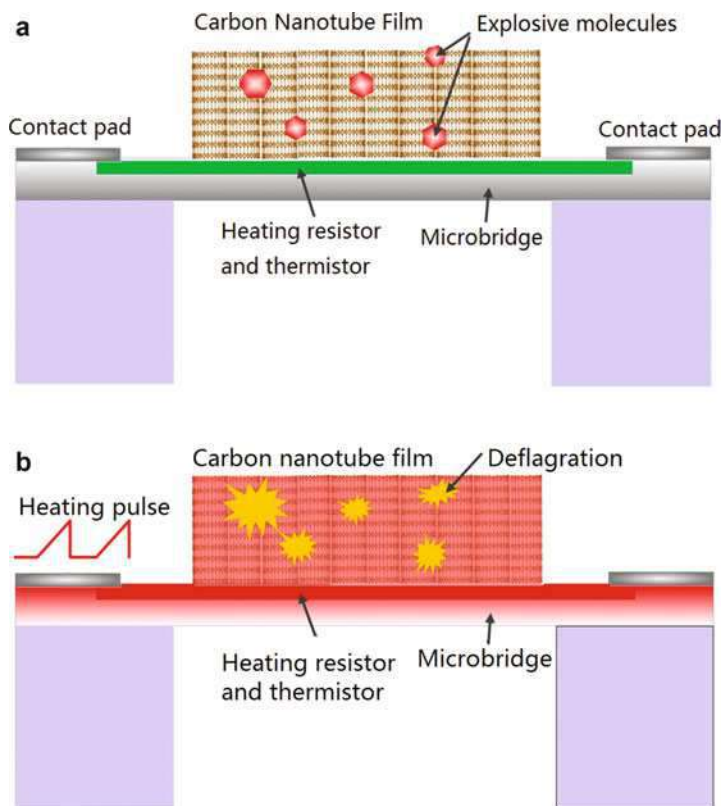 a
Carbon Nanotube Film
Explosive molecules
Contact pad
Contact pad
Heating resistor
and thermistor
Microbridge
b
Carbon nanotube film
Deflagration
Heating pulse
Heating resistor
and thermistor
Microbridge